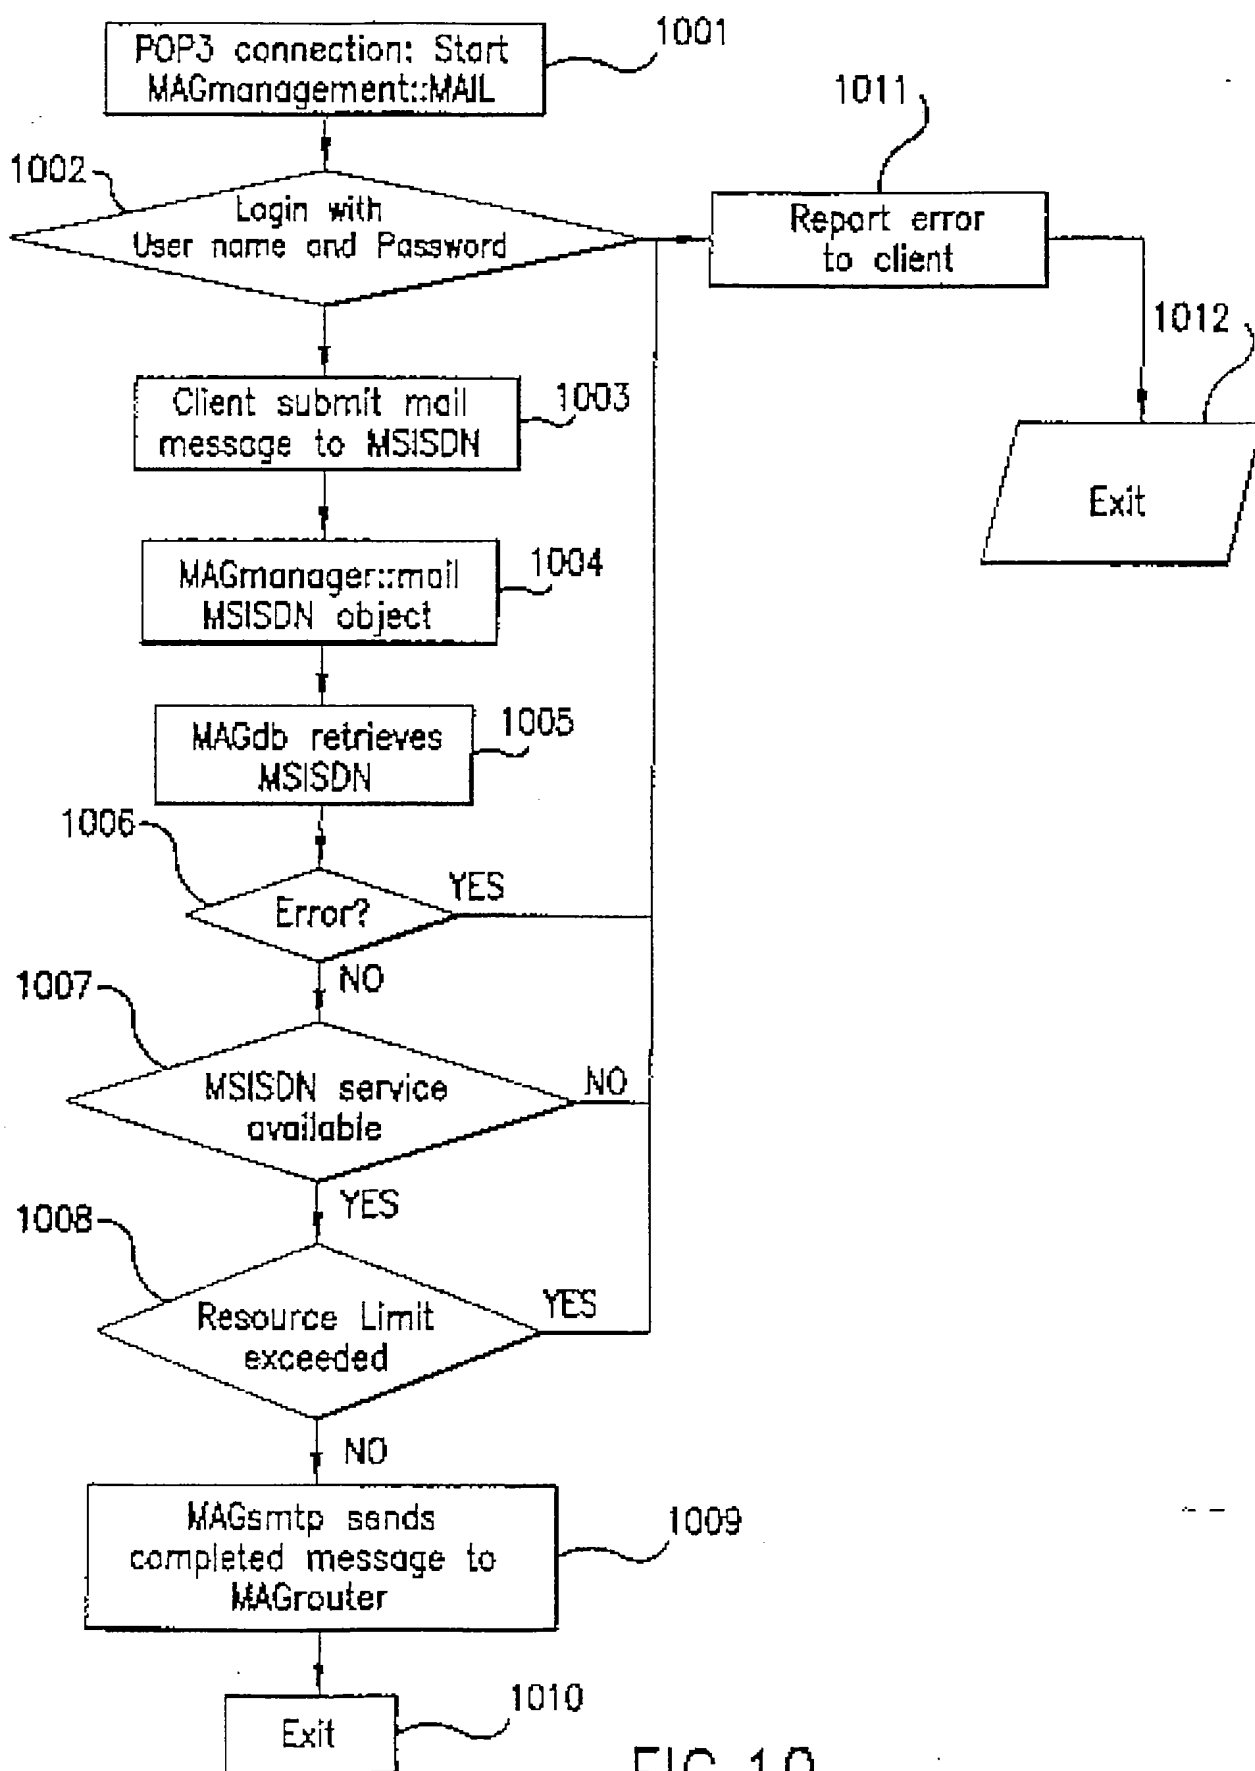 POP3 connection: Start
MAGmanagement::MAIL
1001
1011
1002
Login with
User name and Password
Report error
to client
1012
Exit
Client submit mail
message to MSISDN
1003
MAGmanager::mail
MSISDN object
1004
MAGdb retrieves
MSISDN
1005
1006
Error?
YES
NO
1007
MSISDN service
available
NO
YES
1008
Resource Limit
exceeded
YES
NO
MAGsmtp sends
completed message to
MAGrouter
1009
Exit
1010
FIG.10